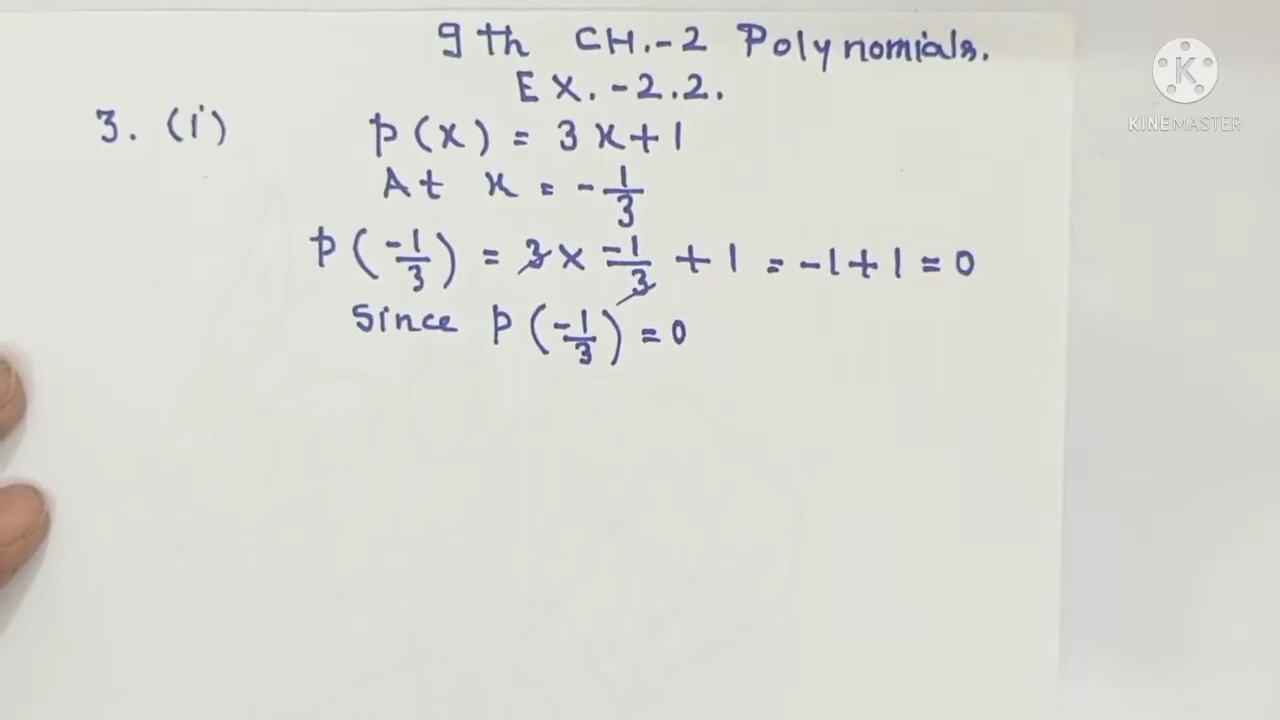 9th CH.-2 Polynomials.
EX.-2.2.
3. (i) p(x) = 3x+1
At x = -1/3
p(-1/3) = 3 x -1/3 + 1 = -1+1 = 0
Since p(-1/3) = 0
K
KINEMASTER